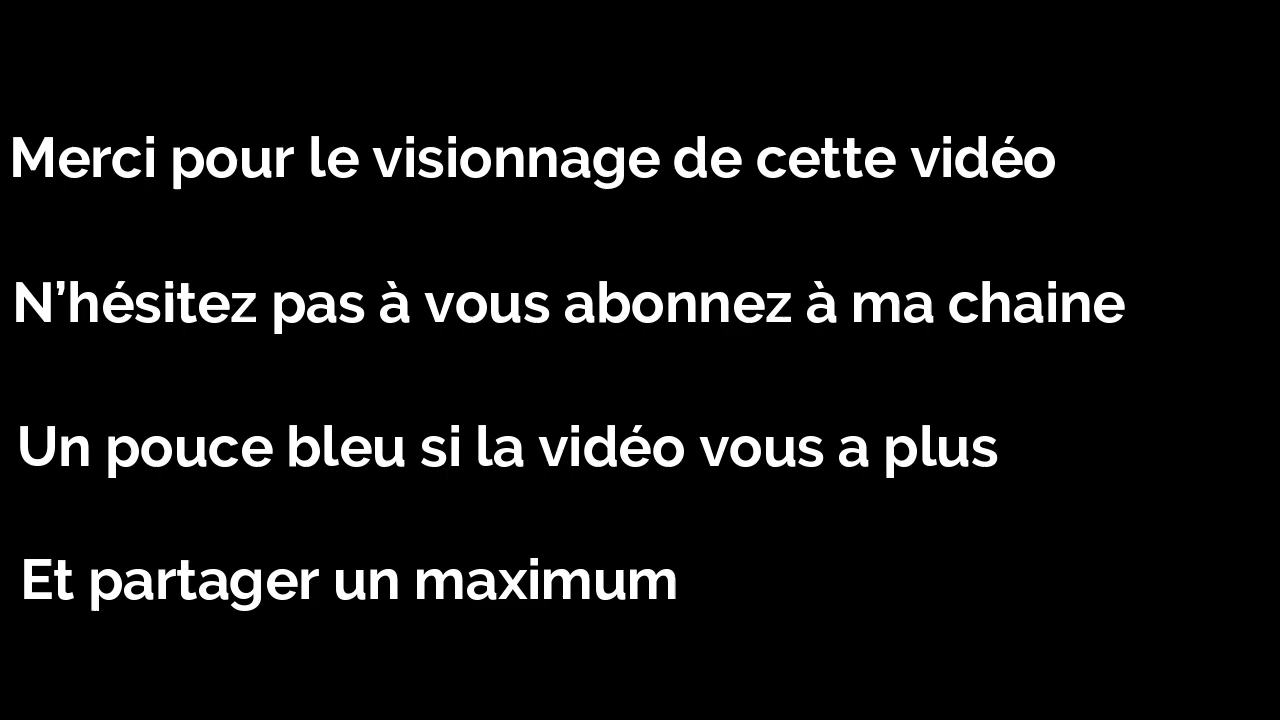 Merci pour le visionnage de cette vidéo
N’hésitez pas à vous abonnez à ma chaine
Un pouce bleu si la vidéo vous a plus
Et partager un maximum